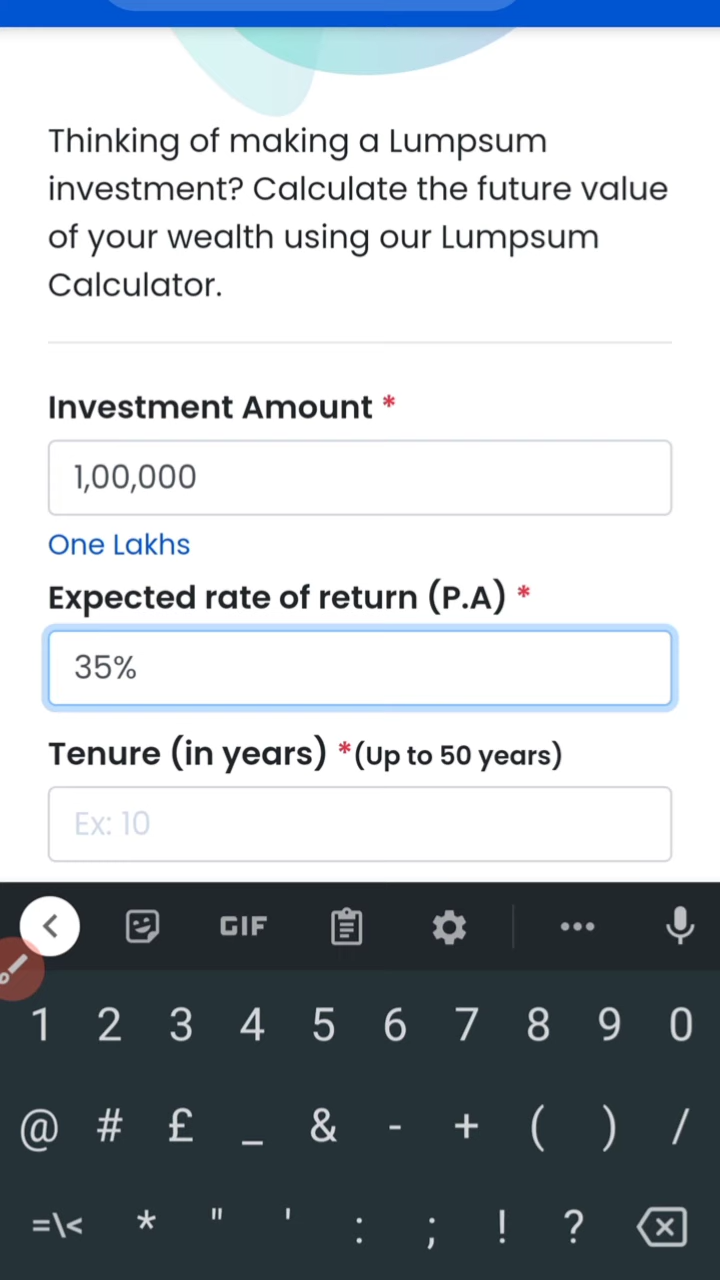 Thinking of making a Lumpsum
investment? Calculate the future value
of your wealth using our Lumpsum
Calculator.
Investment Amount *
1,00,000
One Lakhs
Expected rate of return (P.A) *
35%
Tenure (in years) *(Up to 50 years)
Ex: 10
GIF
1 2 3 4 5 6 7 8 9 0
@ # £ _ & - + ( ) /
=\< * " ' : ; ! ?